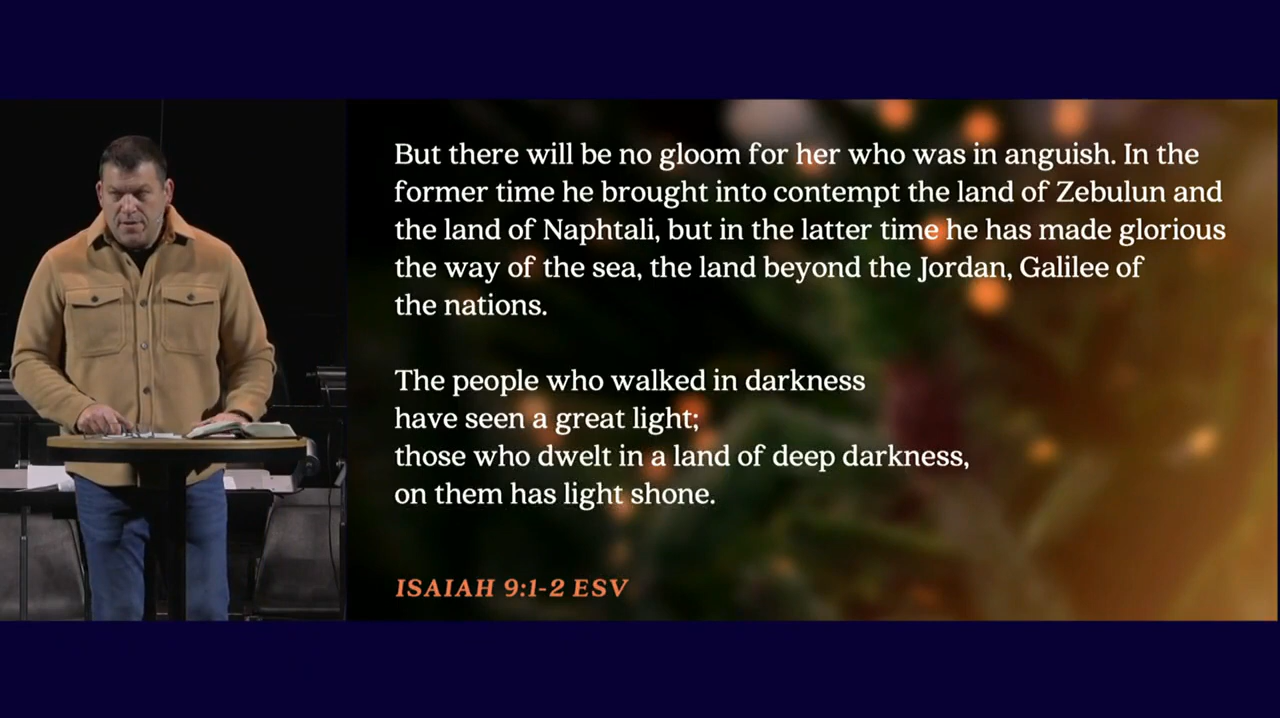 But there will be no gloom for her who was in anguish. In the
former time he brought into contempt the land of Zebulun and
the land of Naphtali, but in the latter time he has made glorious
the way of the sea, the land beyond the Jordan, Galilee of
the nations.
The people who walked in darkness
have seen a great light;
those who dwelt in a land of deep darkness,
on them has light shone.
ISAIAH 9:1-2 ESV